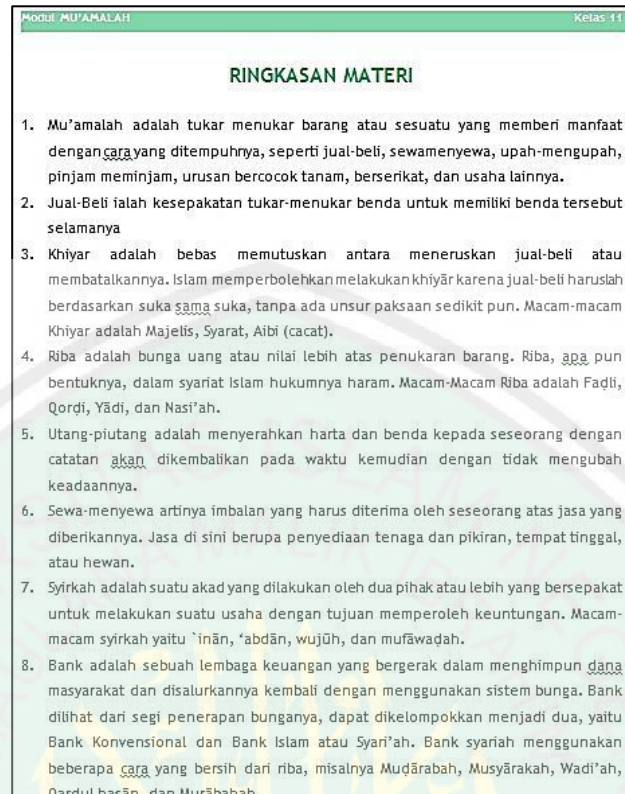 Modul MU'AMALAH Kelas 11
RINGKASAN MATERI
1. Mu'amalah adalah tukar menukar barang atau sesuatu yang memberi manfaat
dengan cara yang ditempuhnya, seperti jual-beli, sewamenyewa, upah-mengupah,
pinjam meminjam, urusan bercocok tanam, berserikat, dan usaha lainnya.
2. Jual-Beli ialah kesepakatan tukar-menukar benda untuk memiliki benda tersebut
selamanya
3. Khiyar adalah bebas memutuskan antara meneruskan jual-beli atau
membatalkannya. Islam memperbolehkan melakukan khiyār karena jual-beli haruslah
berdasarkan suka sama suka, tanpa ada unsur paksaan sedikit pun. Macam-macam
Khiyar adalah Majelis, Syarat, Aibi (cacat).
4. Riba adalah bunga uang atau nilai lebih atas penukaran barang. Riba, apa pun
bentuknya, dalam syariat Islam hukumnya haram. Macam-Macam Riba adalah Faḍli,
Qorḍi, Yādi, dan Nasi'ah.
5. Utang-piutang adalah menyerahkan harta dan benda kepada seseorang dengan
catatan akan dikembalikan pada waktu kemudian dengan tidak mengubah
keadaannya.
6. Sewa-menyewa artinya imbalan yang harus diterima oleh seseorang atas jasa yang
diberikannya. Jasa di sini berupa penyediaan tenaga dan pikiran, tempat tinggal,
atau hewan.
7. Syirkah adalah suatu akad yang dilakukan oleh dua pihak atau lebih yang bersepakat
untuk melakukan suatu usaha dengan tujuan memperoleh keuntungan. Macam-
macam syirkah yaitu `inān, 'abdān, wujūh, dan mufāwaḍah.
8. Bank adalah sebuah lembaga keuangan yang bergerak dalam menghimpun dana
masyarakat dan disalurkannya kembali dengan menggunakan sistem bunga. Bank
dilihat dari segi penerapan bunganya, dapat dikelompokkan menjadi dua, yaitu
Bank Konvensional dan Bank Islam atau Syari'ah. Bank syariah menggunakan
beberapa cara yang bersih dari riba, misalnya Muḍārabah, Musyārakah, Wadi'ah,
Qardul hasān, dan Murābahah.